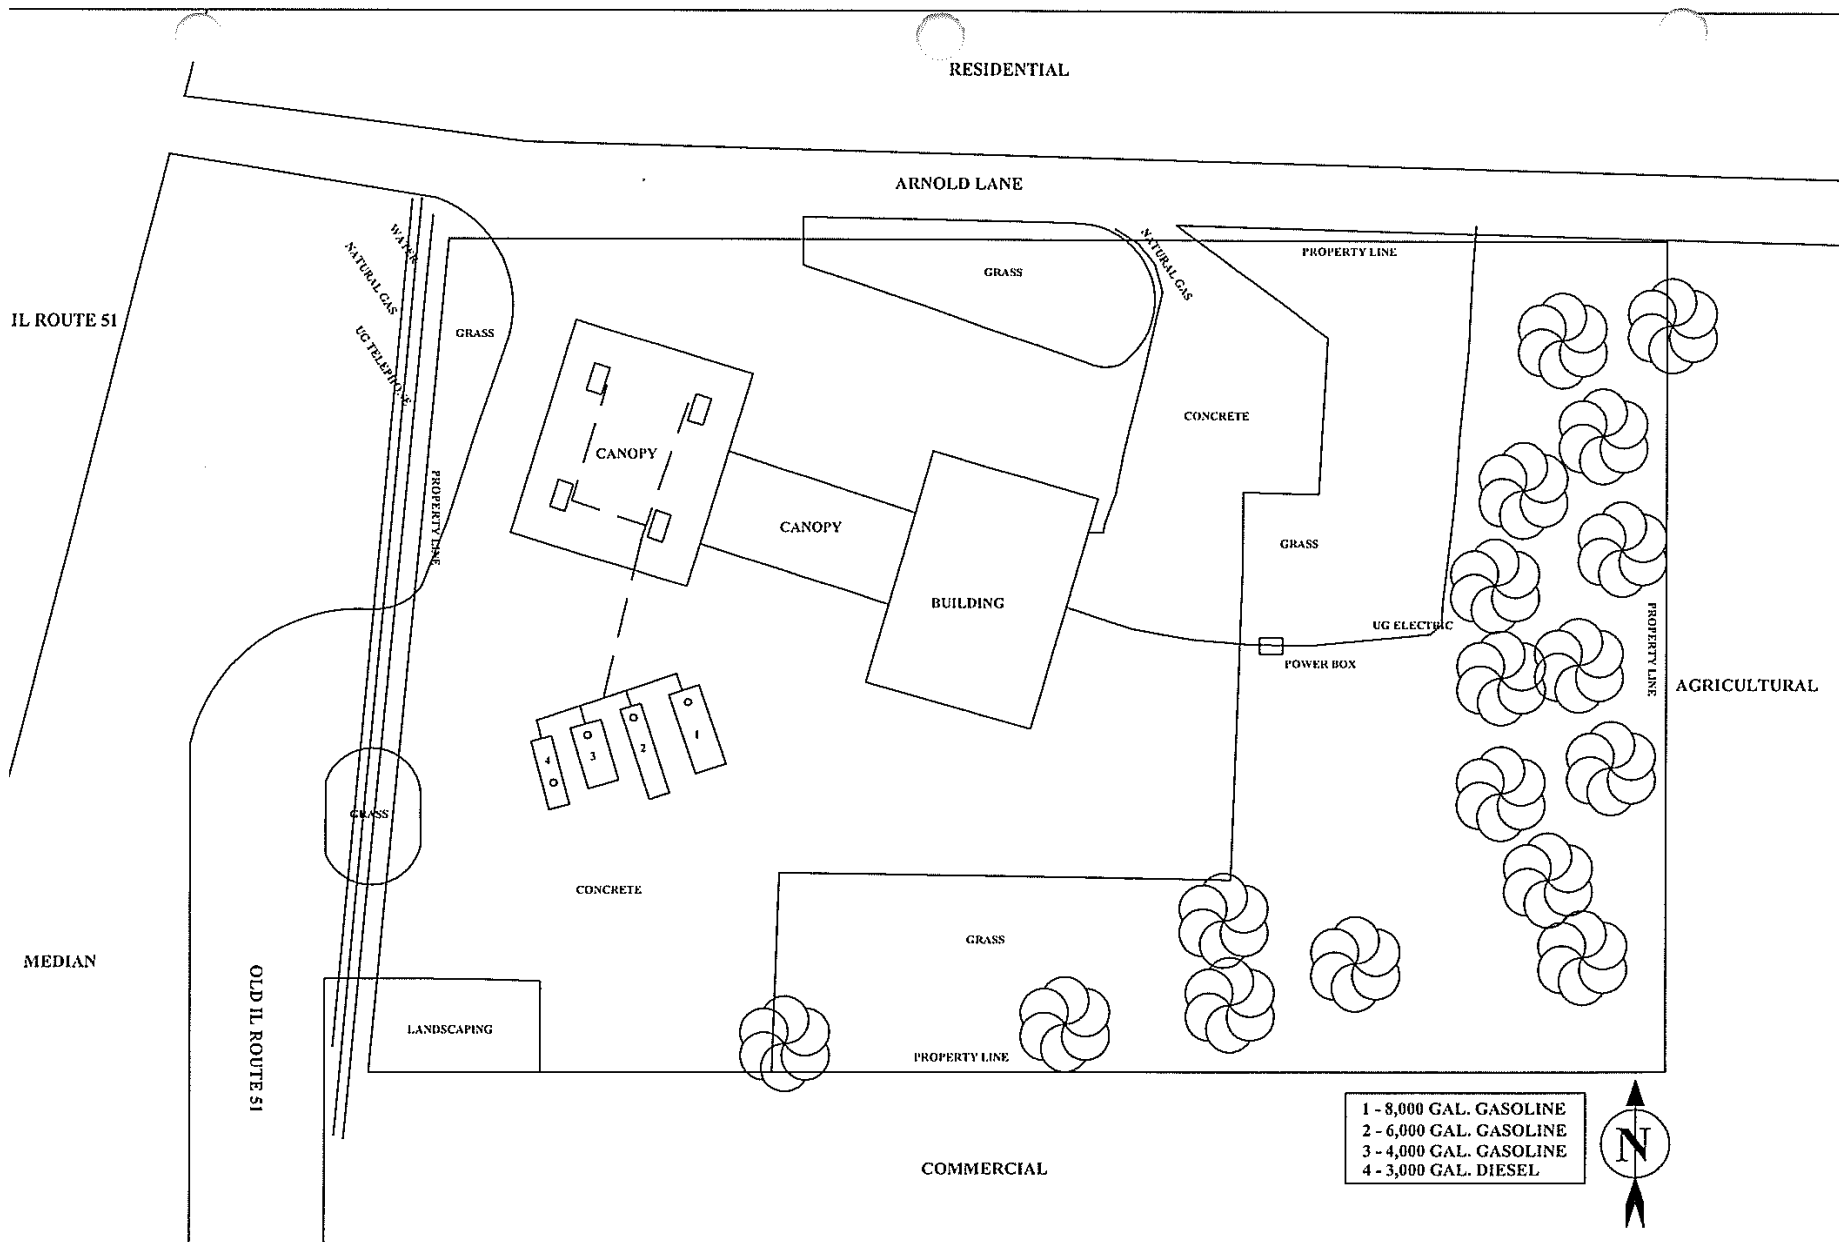 RESIDENTIAL
ARNOLD LANE
WATER
NATURAL GAS
UG TELEPHONE
GRASS
NATURAL GAS
GRASS
PROPERTY LINE
IL ROUTE 51
CANOPY
CONCRETE
PROPERTY LINE
CANOPY
GRASS
BUILDING
UG ELECTRIC
POWER BOX
PROPERTY LINE
AGRICULTURAL
4
3
2
1
GRASS
CONCRETE
GRASS
MEDIAN
OLD IL ROUTE 51
LANDSCAPING
PROPERTY LINE
COMMERCIAL
1 - 8,000 GAL. GASOLINE
2 - 6,000 GAL. GASOLINE
3 - 4,000 GAL. GASOLINE
4 - 3,000 GAL. DIESEL
N